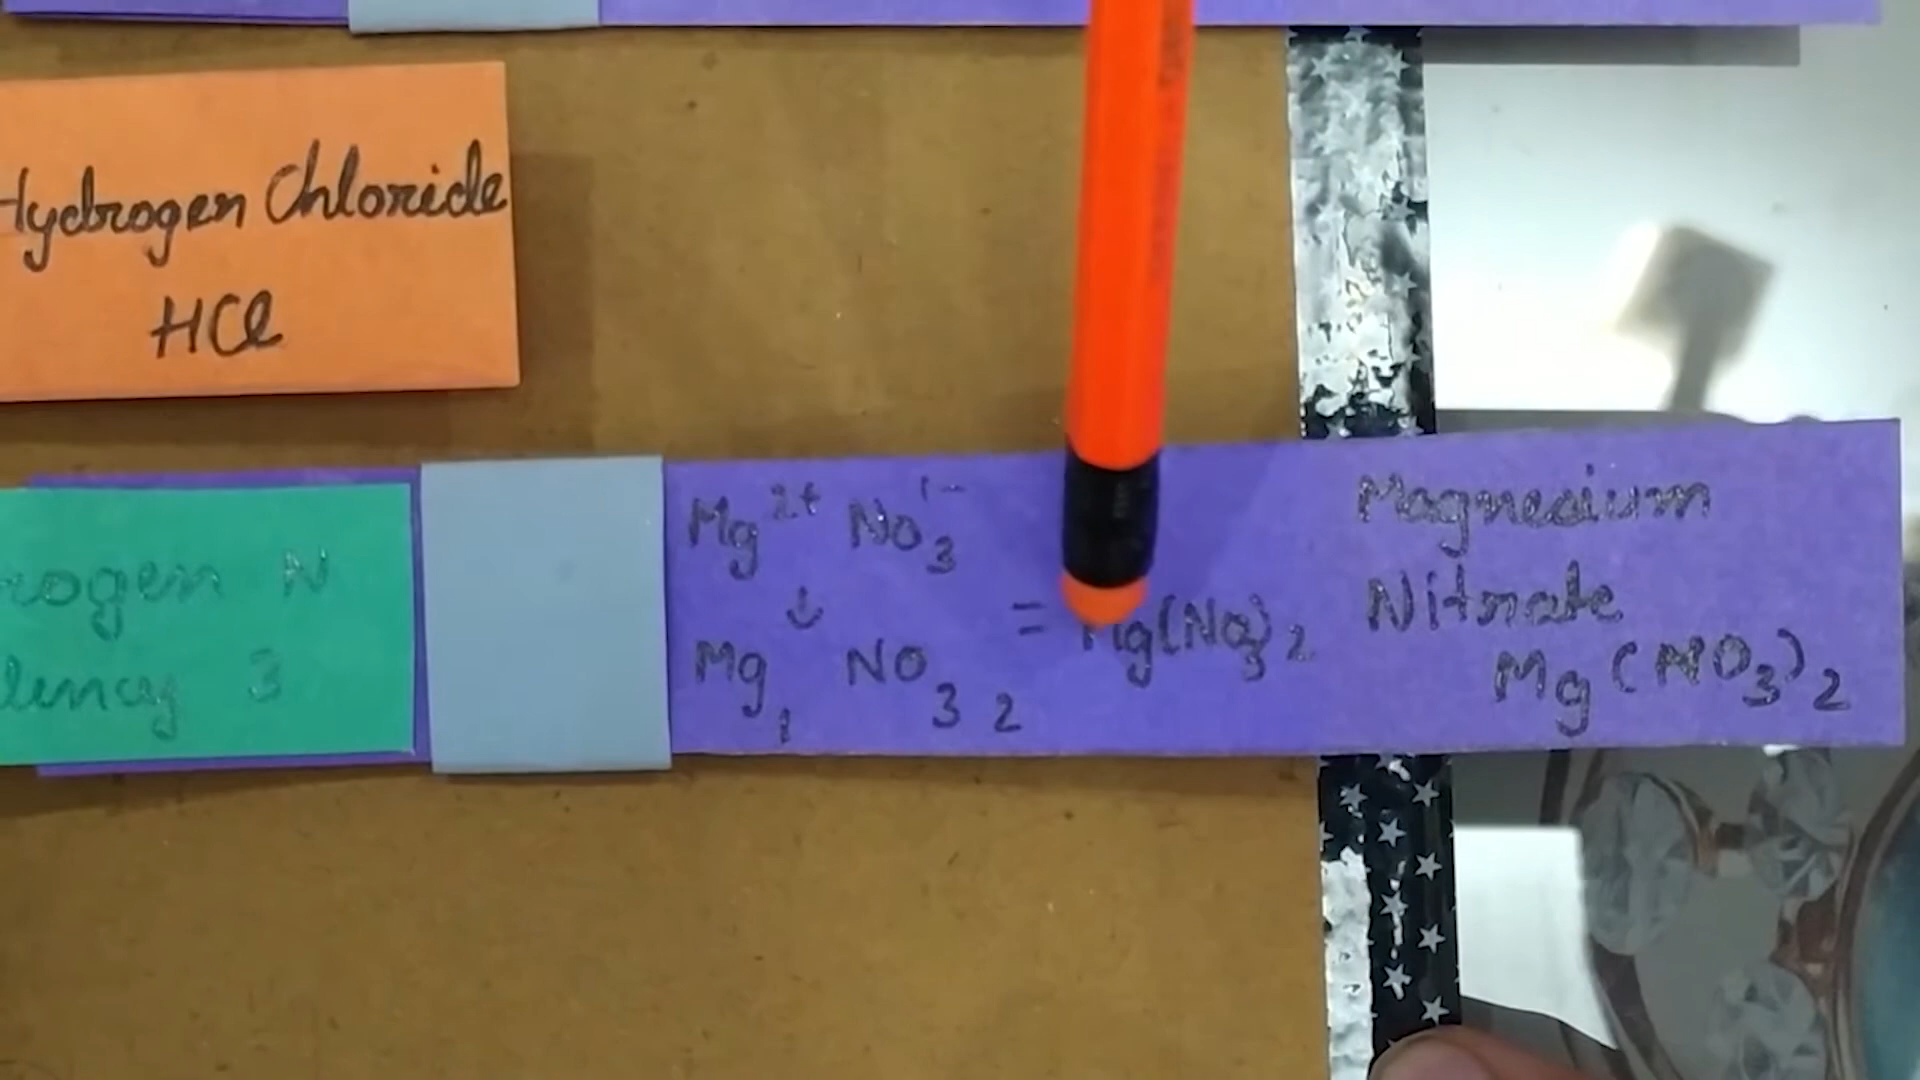 Hydrogen Chloride
HCl
rogen N
lency 3
Mg2+ No3 1-
↓
Mg1 NO3 2
= Mg(No3)2
Magnesium
Nitrate
Mg(NO3)2